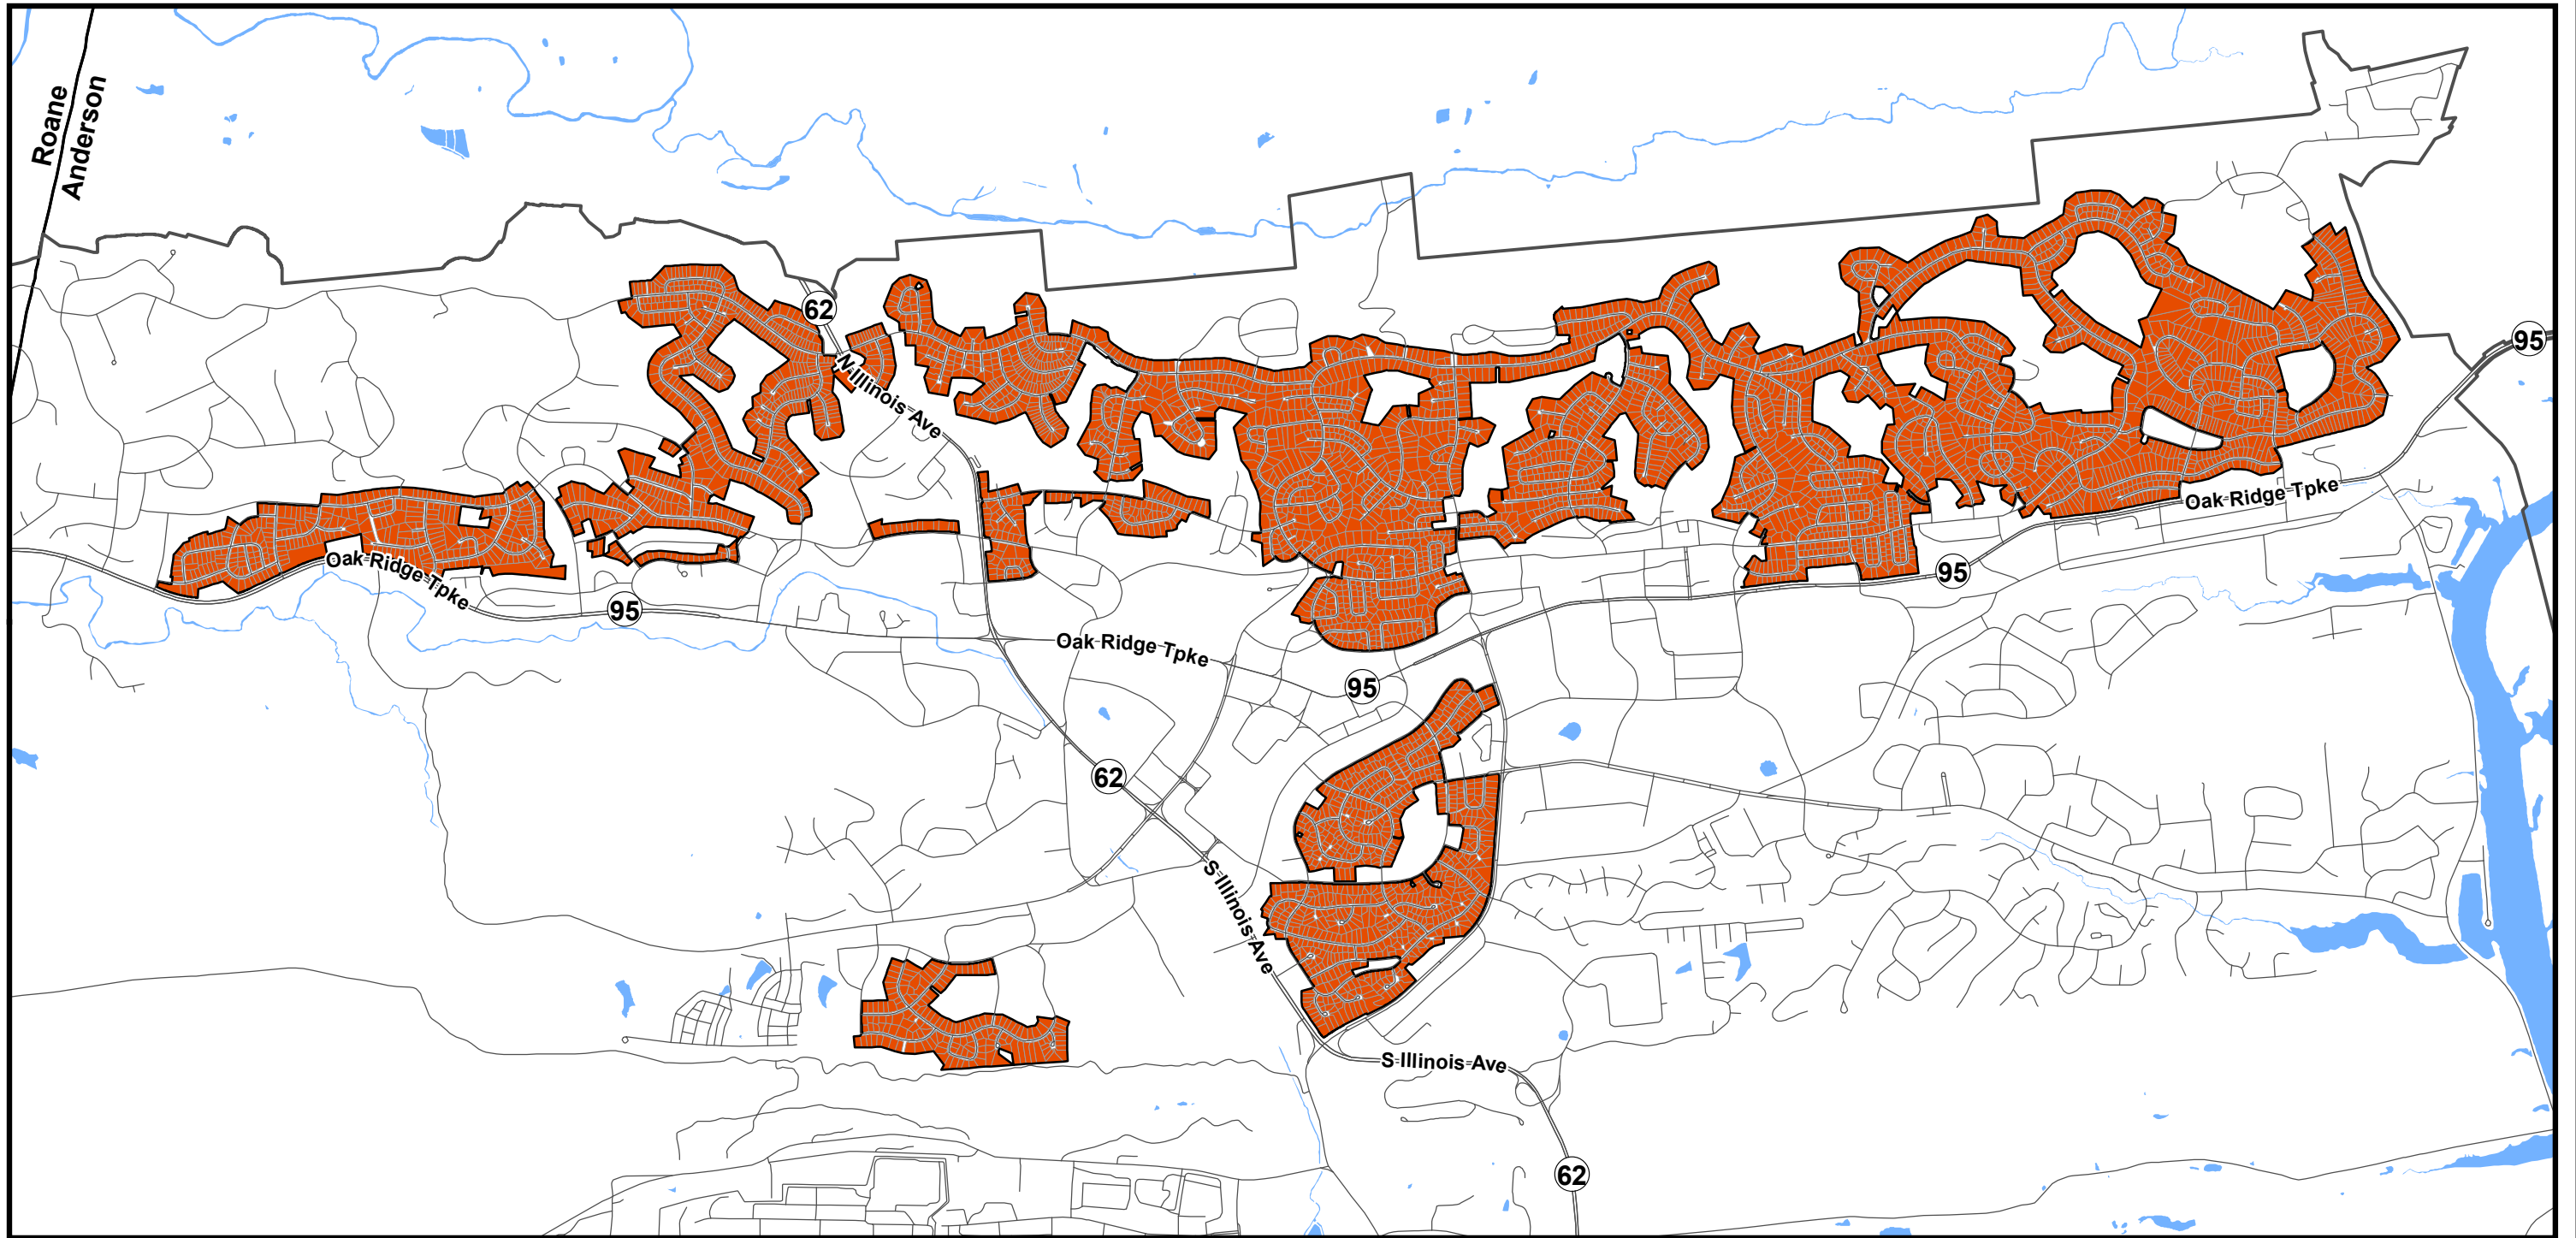 Roane
Anderson
62
N Illinois Ave
95
Oak Ridge Tpke
Oak Ridge Tpke
95
95
Oak Ridge Tpke
95
62
S Illinois Ave
S Illinois Ave
62